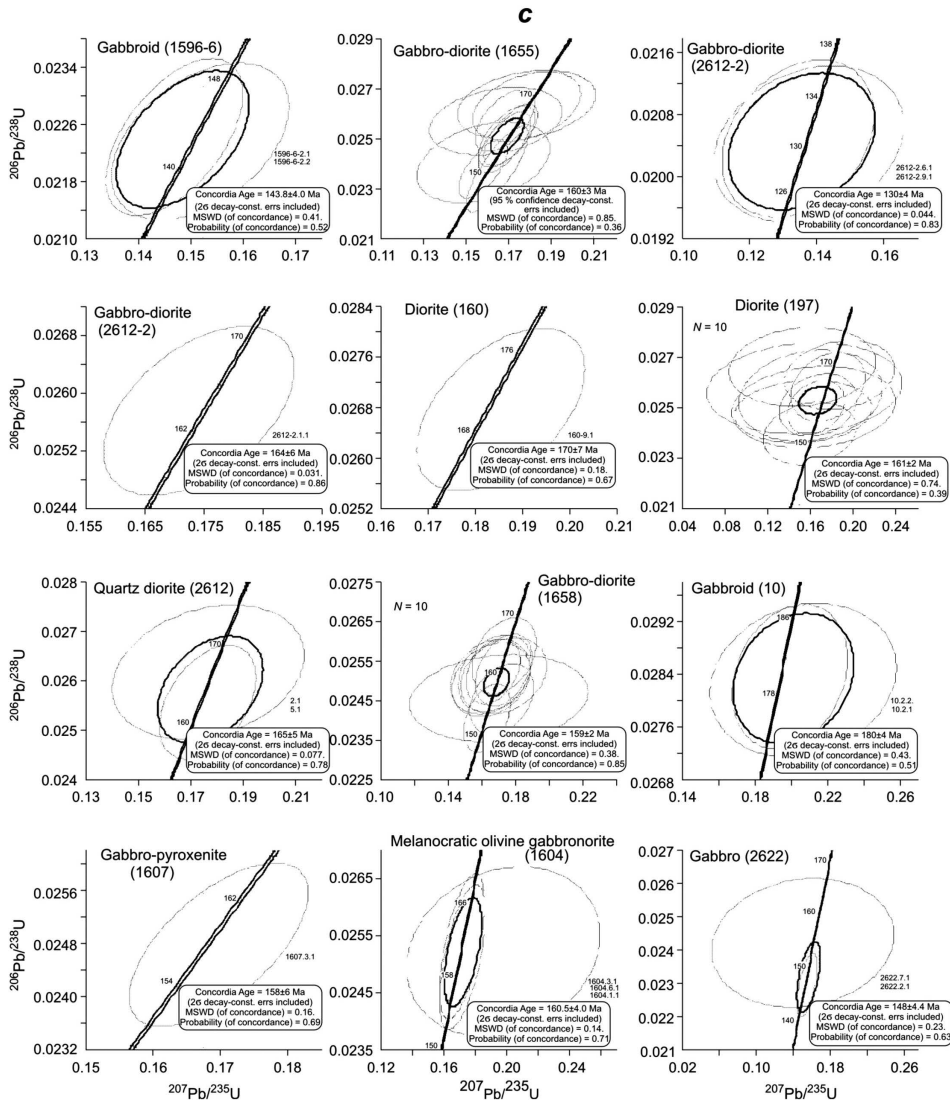 c
Gabbroid (1596-6)
0.0234
0.0226
0.0218
0.0210
206Pb/238U
148
140
1596-6-2.1
1596-6-2.2
Concordia Age = 143.8±4.0 Ma
(2σ decay-const. errs included)
MSWD (of concordance) = 0.41.
Probability (of concordance) = 0.52
0.13 0.14 0.15 0.16 0.17
Gabbro-diorite (1655)
0.029
0.027
0.025
0.023
0.021
170
150
Concordia Age = 160±3 Ma
(95 % confidence decay-const.
errs included)
MSWD (of concordance) = 0.85.
Probability (of concordance) = 0.36
0.13 0.15 0.17 0.19 0.21
Gabbro-diorite
(2612-2)
0.0216
0.0208
0.0200
0.0192
138
134
130
126
2612-2.6.1
2612-2.9.1
Concordia Age = 130±4 Ma
(2σ decay-const. errs included)
MSWD (of concordance) = 0.044.
Probability (of concordance) = 0.83
0.10 0.12 0.14 0.16
Gabbro-diorite
(2612-2)
0.0268
0.0260
0.0252
0.0244
206Pb/238U
170
162
2612-2.1.1
Concordia Age = 164±6 Ma
(2σ decay-const. errs included)
MSWD (of concordance) = 0.031.
Probability (of concordance) = 0.86
0.155 0.165 0.175 0.185 0.195
Diorite (160)
0.0284
0.0276
0.0268
0.0260
0.0252
176
168
160-9.1
Concordia Age = 170±7 Ma
(2σ decay-const. errs included)
MSWD (of concordance) = 0.18.
Probability (of concordance) = 0.67
0.16 0.17 0.18 0.19 0.20 0.21
Diorite (197)
N = 10
0.029
0.027
0.025
0.023
0.021
170
150
Concordia Age = 161±2 Ma
(2σ decay-const. errs included)
MSWD (of concordance) = 0.74.
Probability (of concordance) = 0.39
0.04 0.08 0.12 0.16 0.20 0.24
Quartz diorite (2612)
0.028
0.027
0.026
0.025
0.024
206Pb/238U
170
160
2.1
5.1
Concordia Age = 165±5 Ma
(2σ decay-const. errs included)
MSWD (of concordance) = 0.077.
Probability (of concordance) = 0.78
0.13 0.15 0.17 0.19 0.21
Gabbro-diorite
(1658)
N = 10
0.0275
0.0265
0.0255
0.0245
0.0235
0.0225
170
160
150
Concordia Age = 159±2 Ma
(2σ decay-const. errs included)
MSWD (of concordance) = 0.38.
Probability (of concordance) = 0.85
0.10 0.14 0.18 0.22
Gabbroid (10)
0.0292
0.0284
0.0276
0.0268
186
178
10.2.2.
10.2.1
Concordia Age = 180±4 Ma
(2σ decay-const. errs included)
MSWD (of concordance) = 0.43.
Probability (of concordance) = 0.51
0.14 0.18 0.22 0.26
Gabbro-pyroxenite
(1607)
0.0256
0.0248
0.0240
0.0232
206Pb/238U
162
154
1607.3.1
Concordia Age = 158±6 Ma
(2σ decay-const. errs included)
MSWD (of concordance) = 0.16.
Probability (of concordance) = 0.69
0.15 0.16 0.17 0.18
207Pb/235U
Melanocratic olivine gabbronorite
(1604)
0.0265
0.0255
0.0245
0.0235
166
158
150
1604.3.1
1604.6.1
1604.1.1
Concordia Age = 160.5±4.0 Ma
(2σ decay-const. errs included)
MSWD (of concordance) = 0.14.
Probability (of concordance) = 0.71
0.12 0.16 0.20 0.24 0.28
207Pb/235U
Gabbro (2622)
0.027
0.026
0.025
0.024
0.023
0.022
0.021
170
160
150
140
2622.7.1
2622.2.1
Concordia Age = 148±4.4 Ma
(2σ decay-const. errs included)
MSWD (of concordance) = 0.23.
Probability (of concordance) = 0.63
0.02 0.10 0.18 0.26
207Pb/235U